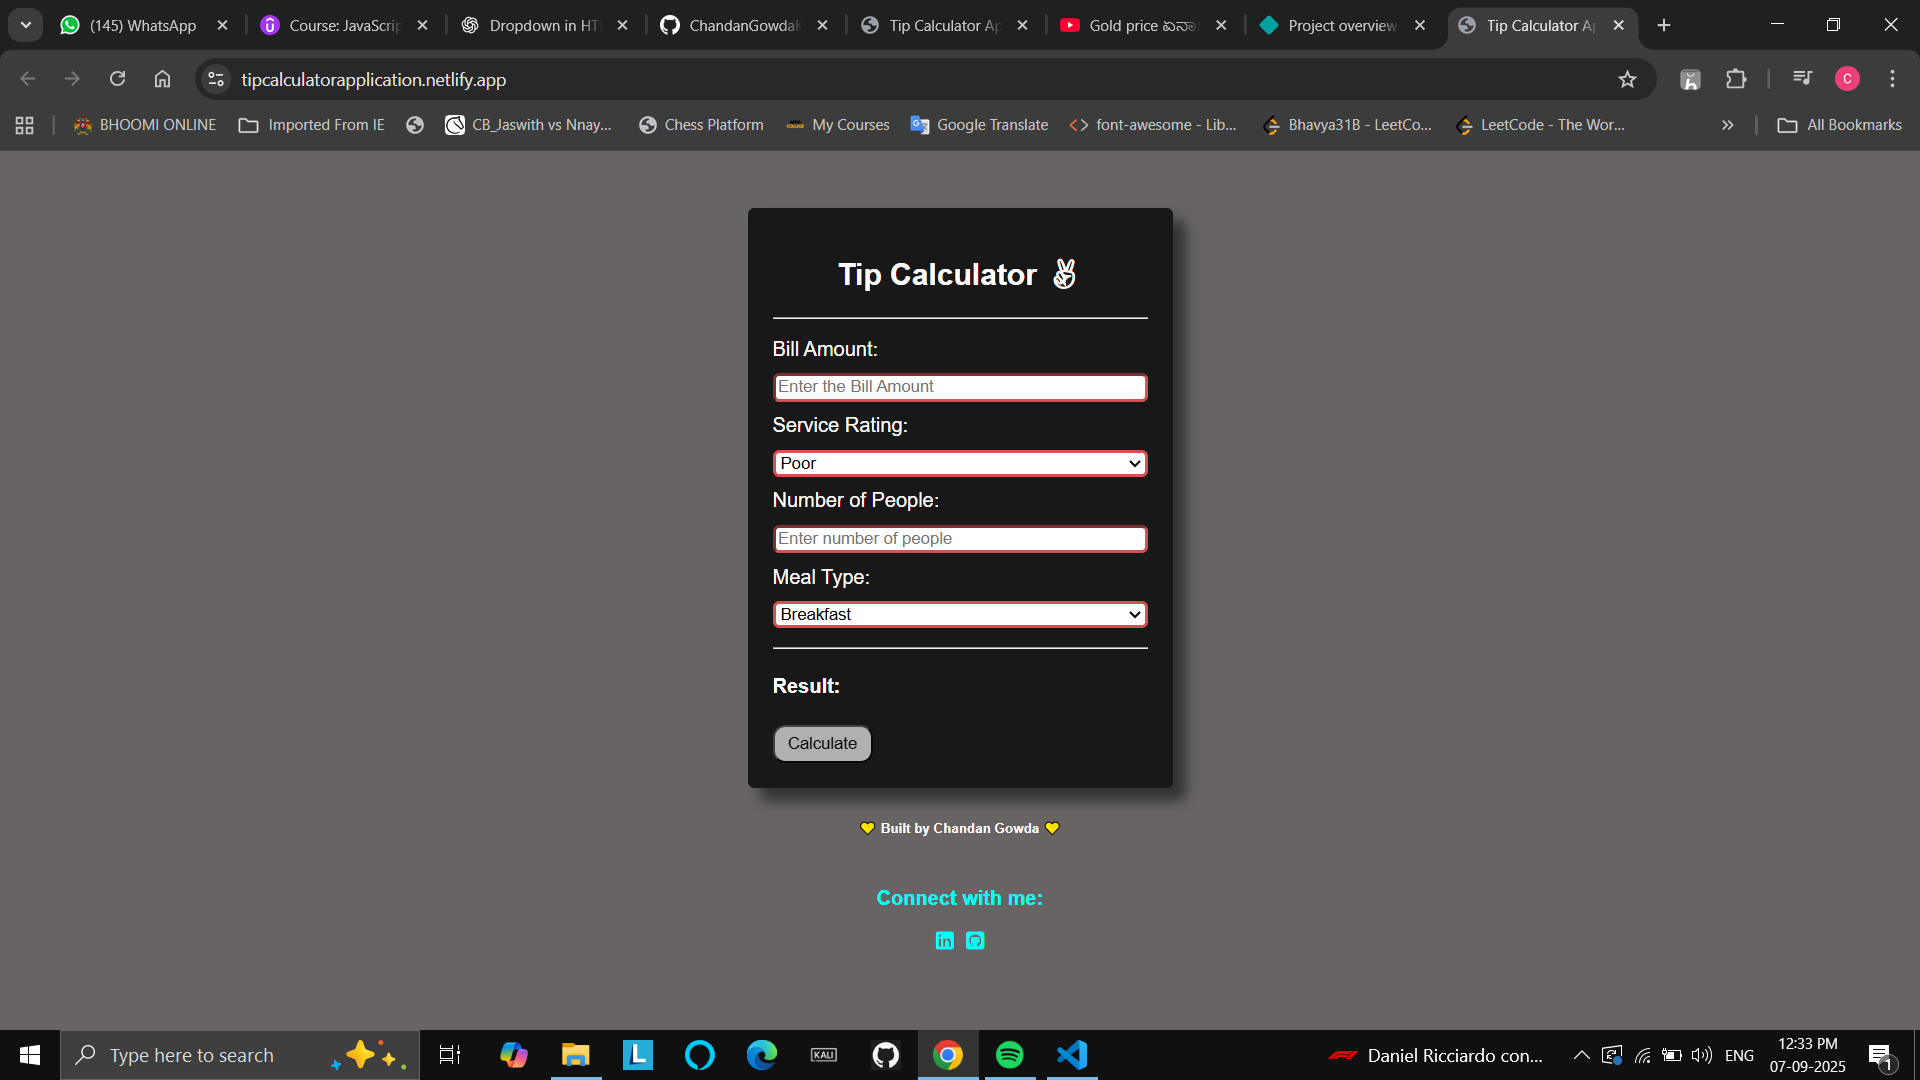 (145) WhatsApp
Course: JavaScrip
Dropdown in HT
ChandanGowdak
Tip Calculator Ap
Gold price ఏನಾ
Project overview
Tip Calculator Ap
tipcalculatorapplication.netlify.app
C
BHOOMI ONLINE
Imported From IE
CB_Jaswith vs Nnay...
Chess Platform
My Courses
Google Translate
font-awesome - Lib...
Bhavya31B - LeetCo...
LeetCode - The Wor...
All Bookmarks
Tip Calculator
Bill Amount:
Enter the Bill Amount
Service Rating:
Poor
Number of People:
Enter number of people
Meal Type:
Breakfast
Result:
Calculate
Built by Chandan Gowda
Connect with me:
in
Type here to search
L
KALI
Daniel Ricciardo con...
ENG
12:33 PM
07-09-2025
1